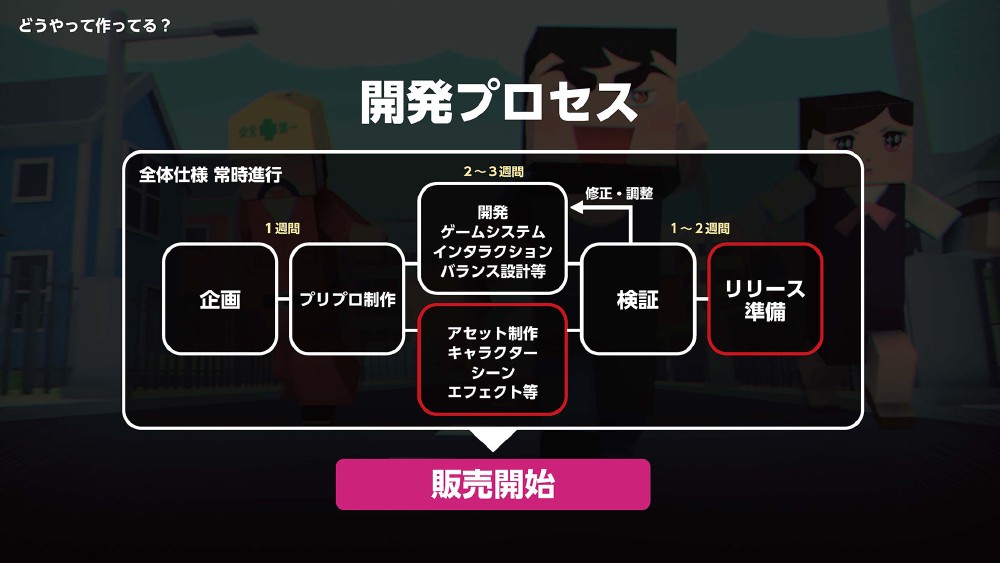 どうやって作ってる？
開発プロセス
全体仕様 常時進行
1週間
企画
プリプロ制作
2～3週間
開発
ゲームシステム
インタラクション
バランス設計等
アセット制作
キャラクター
シーン
エフェクト等
修正・調整
検証
1～2週間
リリース
準備
販売開始
安全 第一